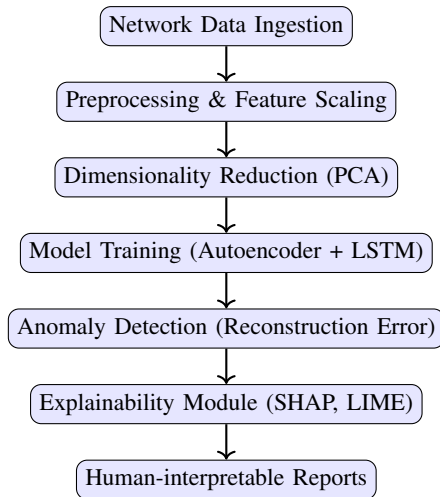 Network Data Ingestion
Preprocessing & Feature Scaling
Dimensionality Reduction (PCA)
Model Training (Autoencoder + LSTM)
Anomaly Detection (Reconstruction Error)
Explainability Module (SHAP, LIME)
Human-interpretable Reports